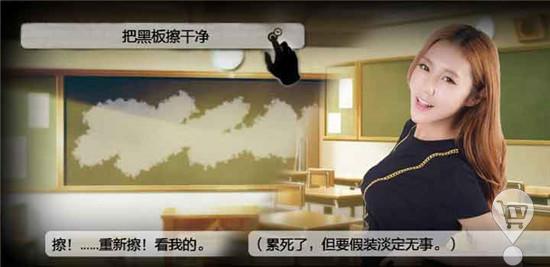 把黑板擦干净
擦！……重新擦！看我的。
（累死了，但要假装淡定无事。）